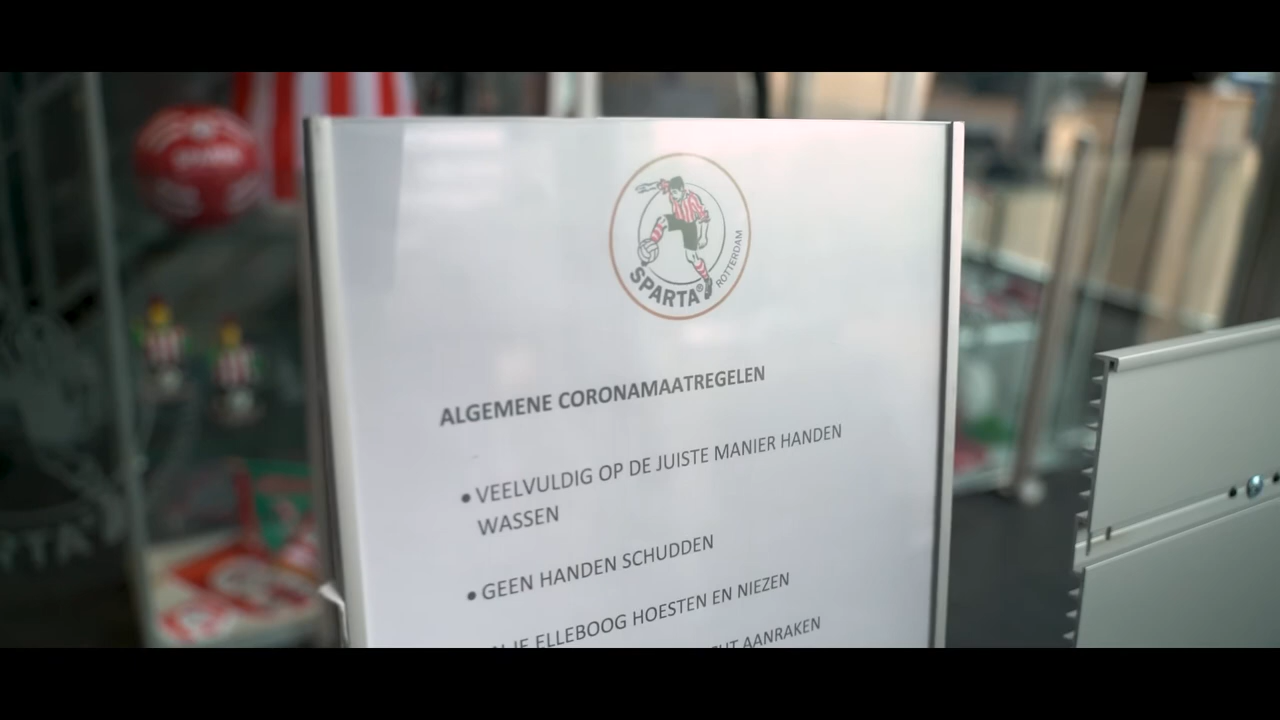 SPARTA®
ROTTERDAM
ALGEMENE CORONAMAATREGELEN
• VEELVULDIG OP DE JUISTE MANIER HANDEN
WASSEN
• GEEN HANDEN SCHUDDEN
JE ELLEBOOG HOESTEN EN NIEZEN
AANRAKEN